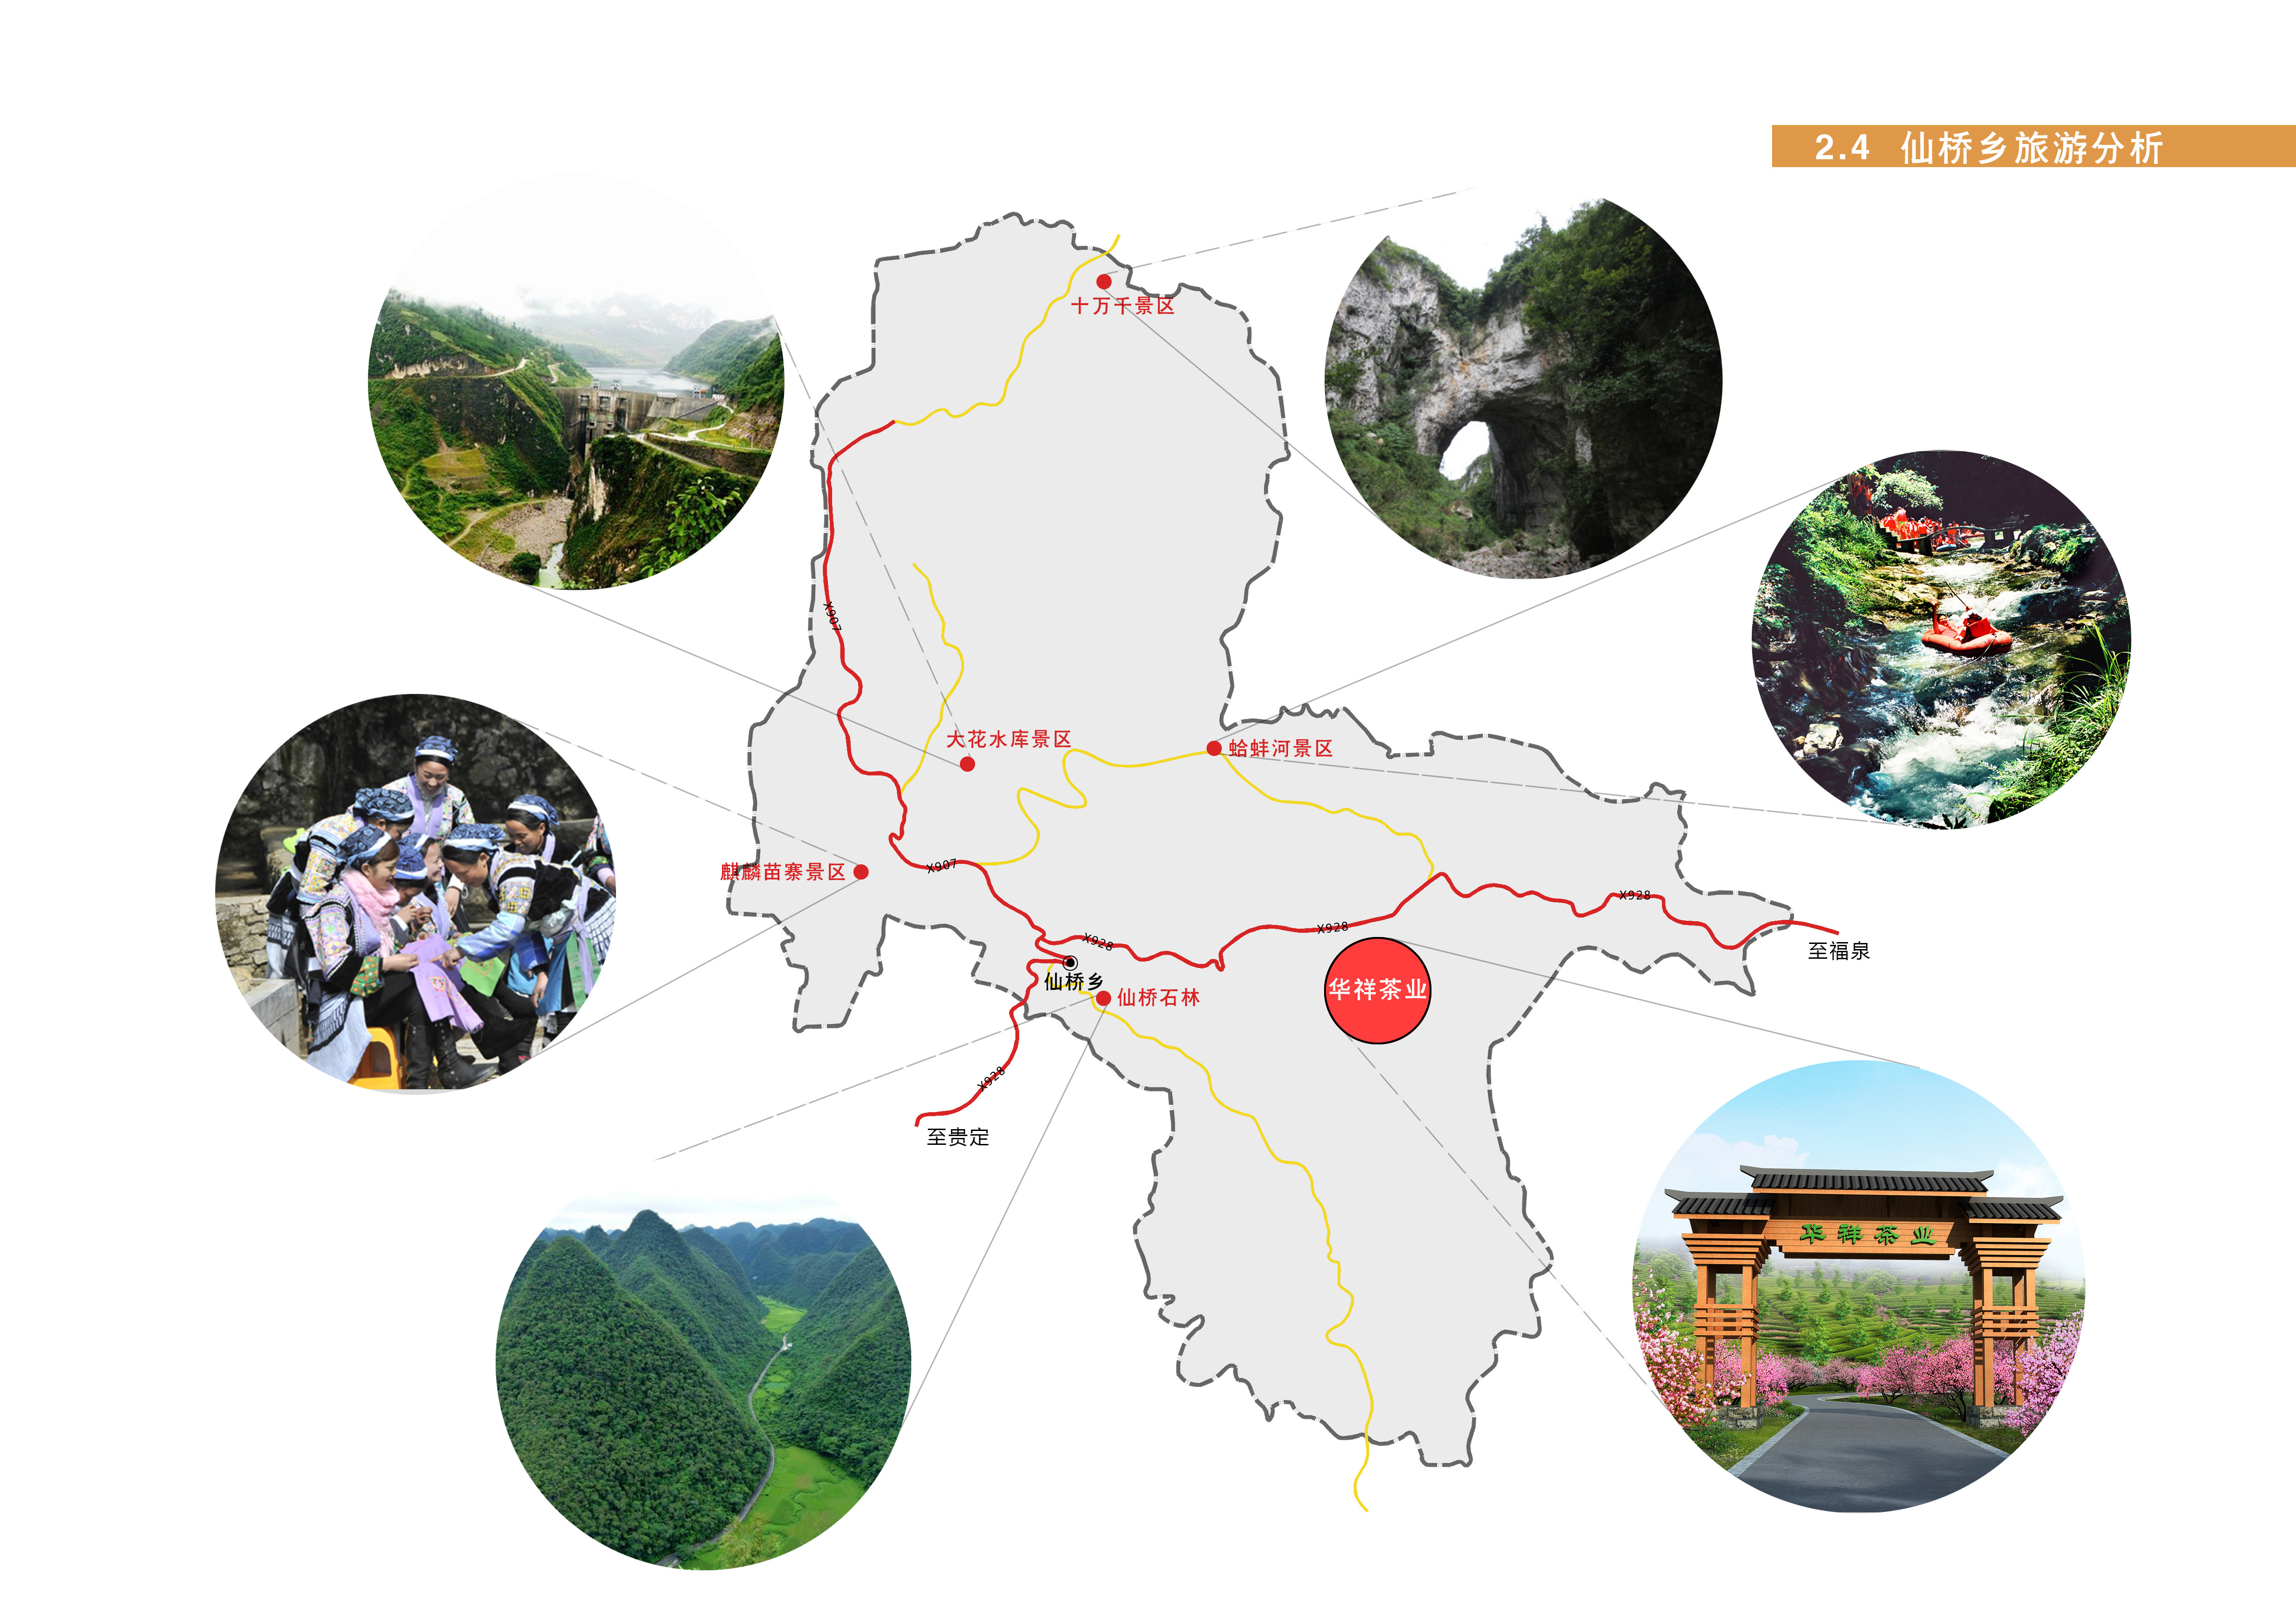 2.4 仙桥乡旅游分析
十万千景区
X907
大花水库景区
蛤蚌河景区
麒麟苗寨景区
X907
X928
X928
X928
至福泉
仙桥乡
仙桥石林
华祥茶业
X928
至贵定
华祥茶业